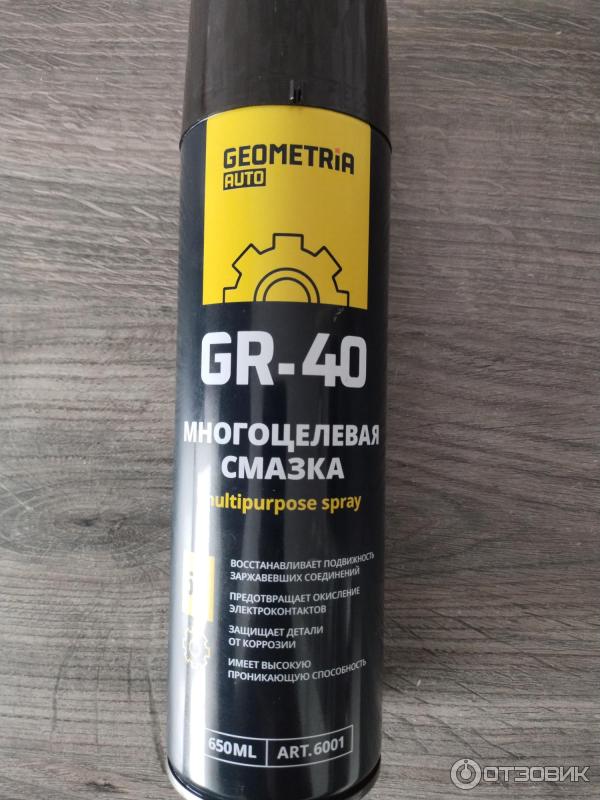 GEOMETRiA
AUTO
GR-40
МНОГОЦЕЛЕВАЯ
СМАЗКА
multipurpose spray
ВОССТАНАВЛИВАЕТ ПОДВИЖНОСТЬ
ЗАРЖАВЕВШИХ СОЕДИНЕНИЙ
ПРЕДОТВРАЩАЕТ ОКИСЛЕНИЕ
ЭЛЕКТРОКОНТАКТОВ
ЗАЩИЩАЕТ ДЕТАЛИ
ОТ КОРРОЗИИ
ИМЕЕТ ВЫСОКУЮ
ПРОНИКАЮЩУЮ СПОСОБНОСТЬ
650ML ART.6001
ОТЗОВИК